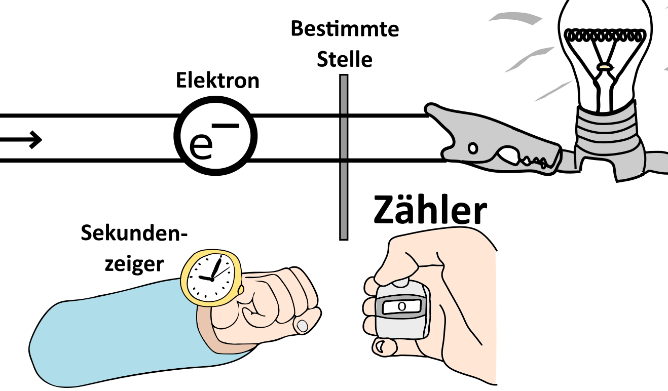 Bestimmte
Stelle
Elektron
e−
Zähler
Sekunden-
zeiger
0